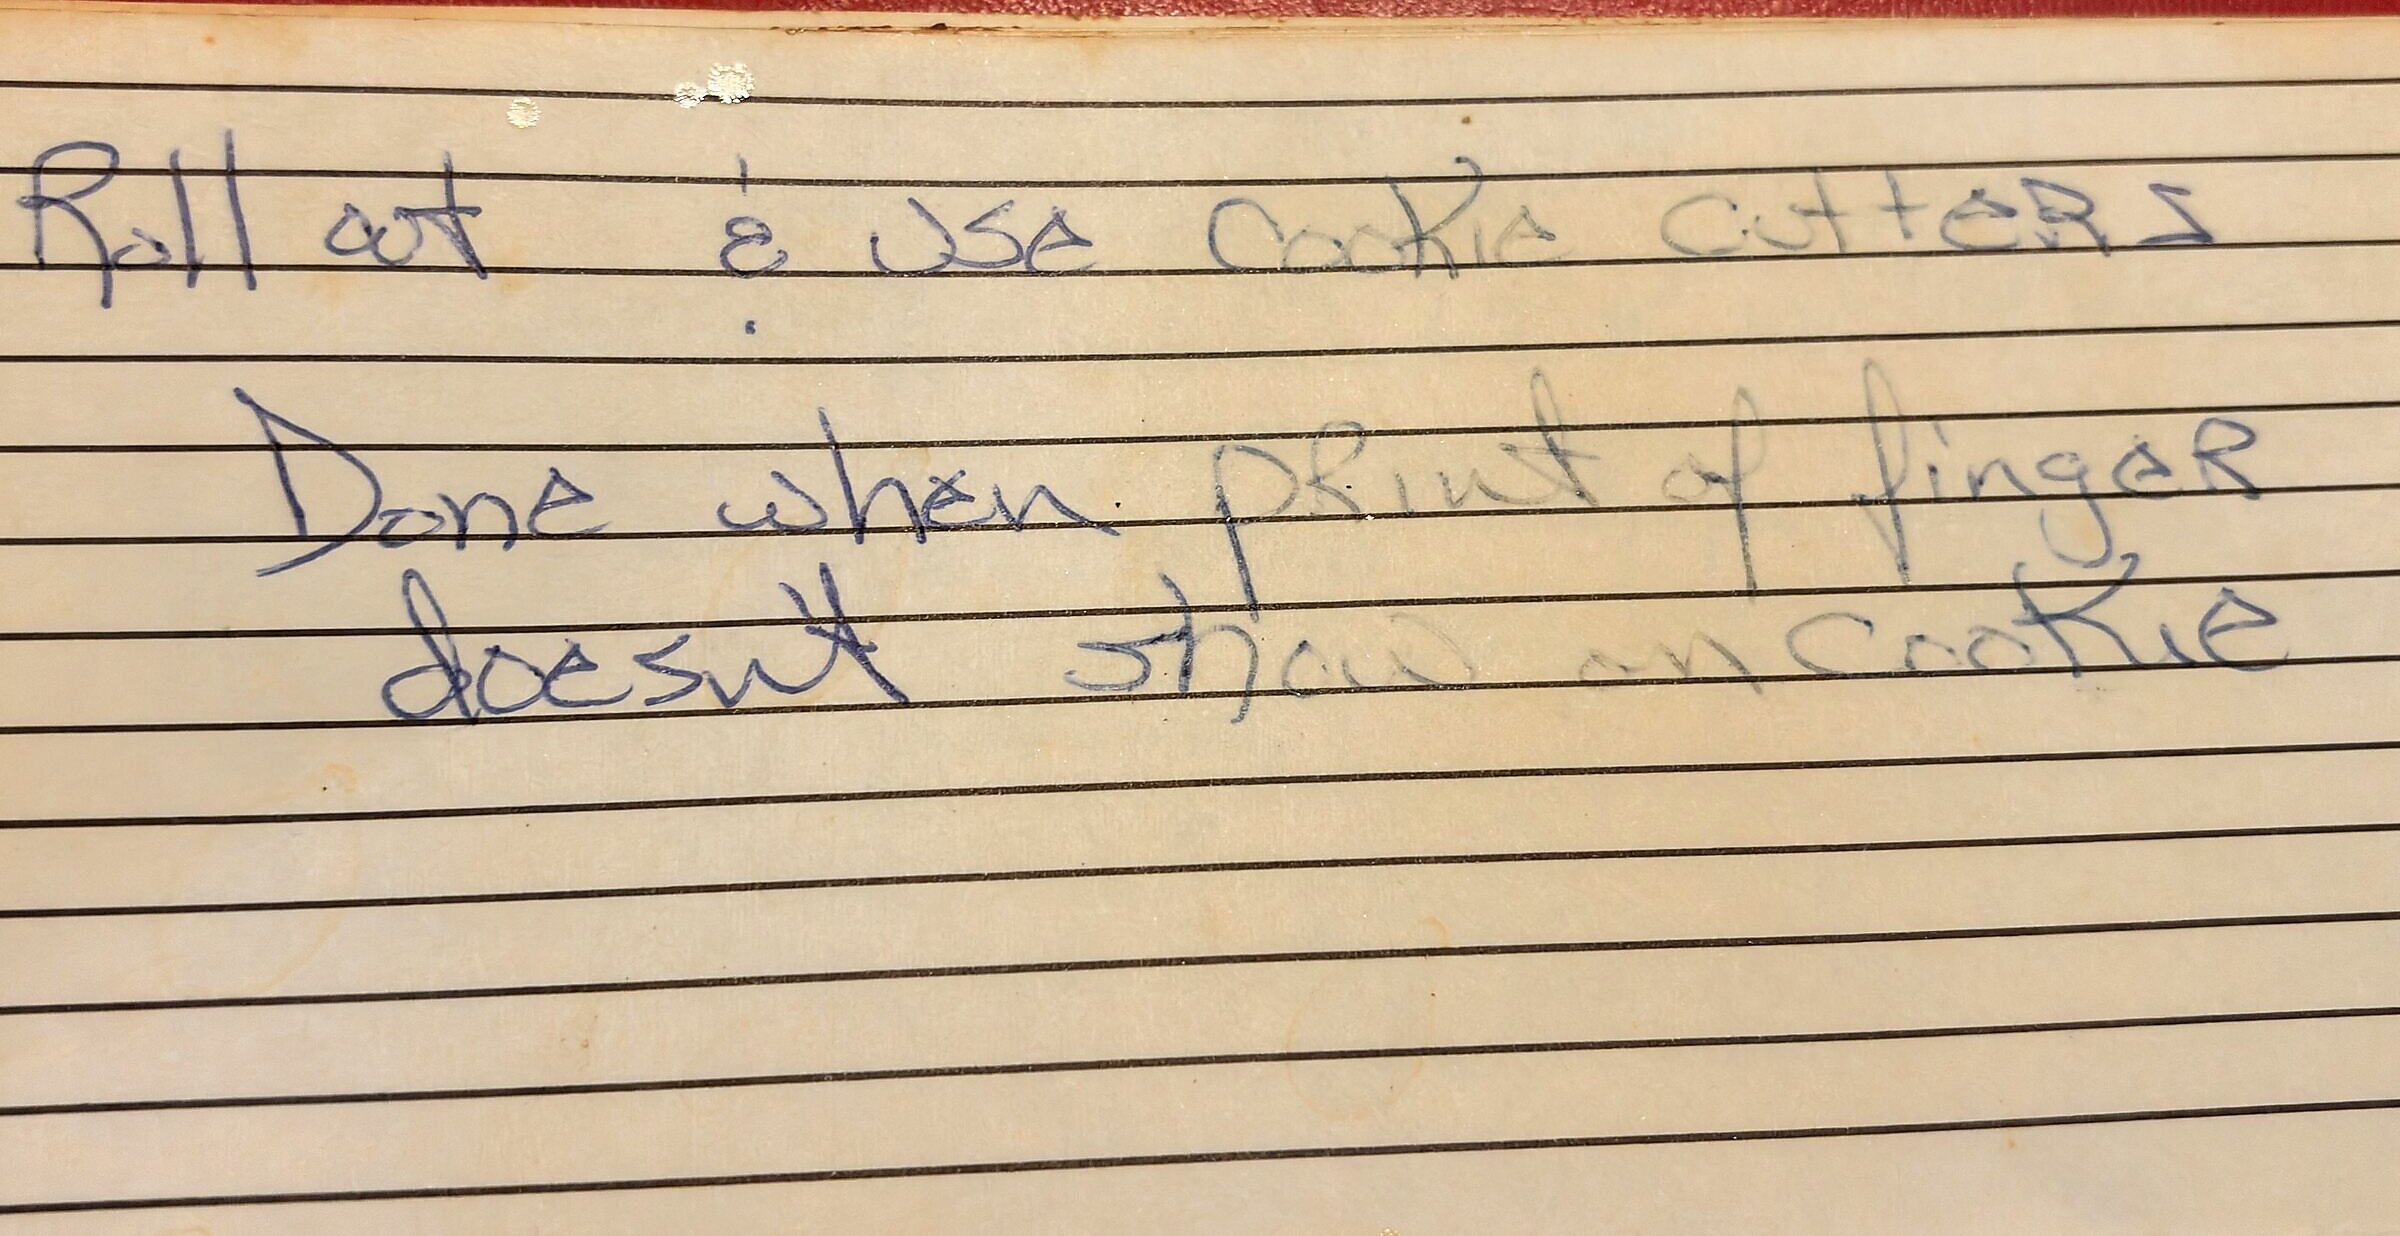 Roll out & use cookie cutters
Done when print of finger
doesn't show on cookie